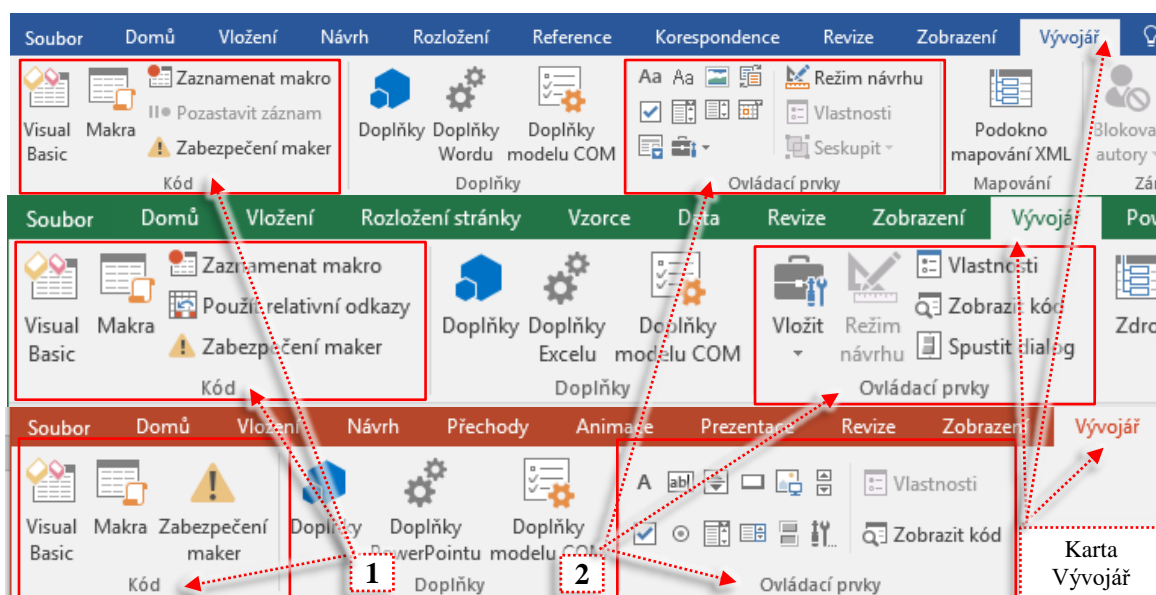 Soubor Domů Vložení Návrh Rozložení Reference Korespondence Revize Zobrazení Vývojář
Aa Aa
Zaznamenat makro
Režim návrhu
Pozastavit záznam
Vlastnosti
Visual Basic
Makra
Zabezpečení maker
Doplňky
Doplňky Wordu
Doplňky modelu COM
Seskupit
Podokno mapování XML
autory
Kód
Doplňky
Ovládací prvky
Mapování
Soubor Domů Vložení Rozložení stránky Vzorce Data Revize Zobrazení Vývojář
Zaznamenat makro
Vlastnosti
Použít relativní odkazy
Zobrazit kód
Visual Basic
Makra
Zabezpečení maker
Doplňky
Doplňky Excelu
Doplňky modelu COM
Vložit
Režim návrhu
Spustit dialog
Kód
Doplňky
Ovládací prvky
Soubor Domů Vložení Návrh Přechody Animace Prezentace Revize Zobrazení Vývojář
A
abl
Vlastnosti
Visual Basic
Makra
Zabezpečení maker
Doplňky
Doplňky PowerPointu
Doplňky modelu COM
Zobrazit kód
Kód
Doplňky
Ovládací prvky
1
2
Karta
Vývojář